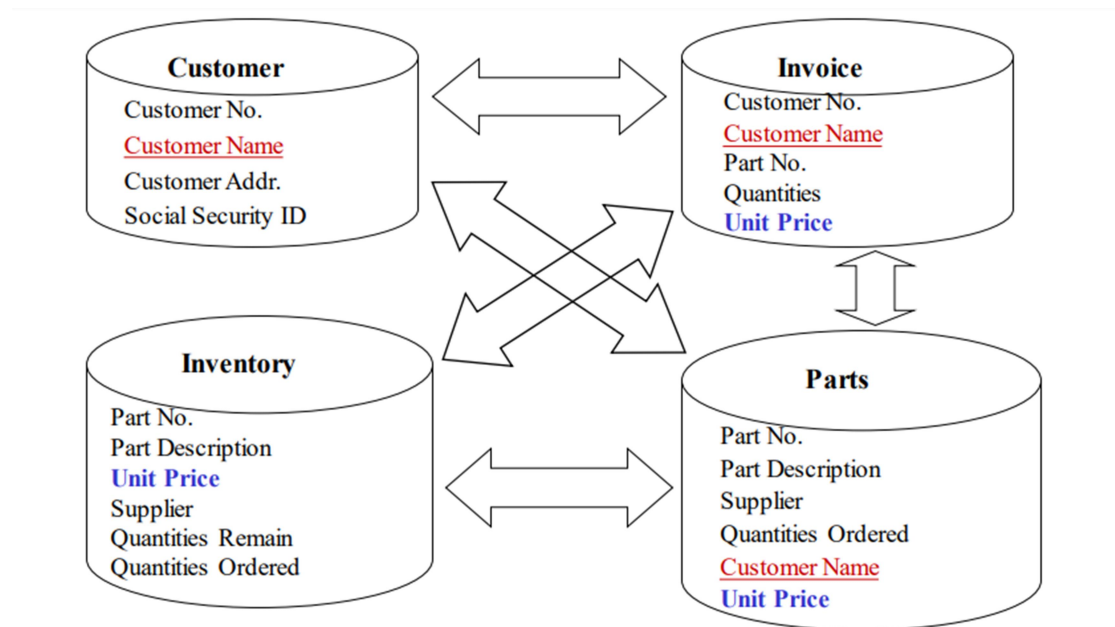 Customer
Customer No.
Customer Name
Customer Addr.
Social Security ID
Invoice
Customer No.
Customer Name
Part No.
Quantities
Unit Price
Inventory
Part No.
Part Description
Unit Price
Supplier
Quantities Remain
Quantities Ordered
Parts
Part No.
Part Description
Supplier
Quantities Ordered
Customer Name
Unit Price